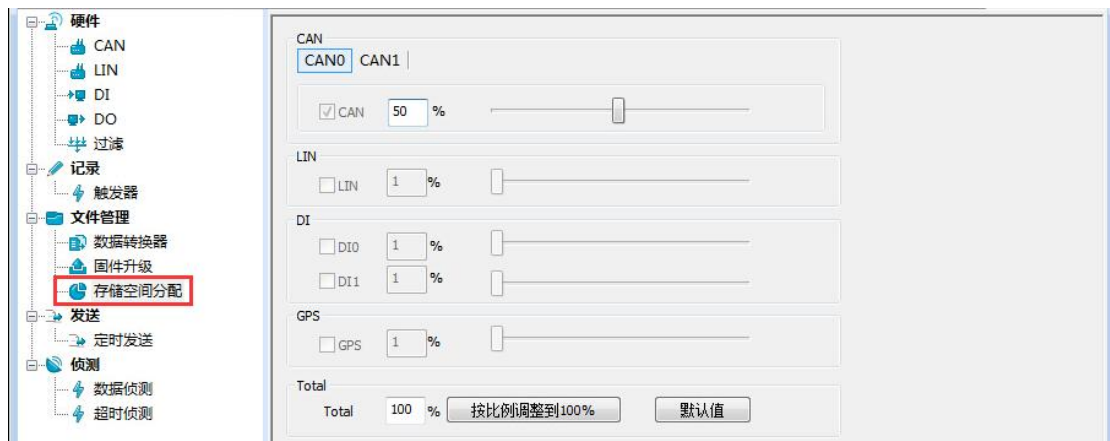 硬件
CAN
LIN
DI
DO
过滤
记录
触发器
文件管理
数据转换器
固件升级
存储空间分配
发送
定时发送
侦测
数据侦测
超时侦测
CAN
CAN0 CAN1
CAN 50 %
LIN
LIN 1 %
DI
DI0 1 %
DI1 1 %
GPS
GPS 1 %
Total
Total 100 % 按比例调整到100% 默认值